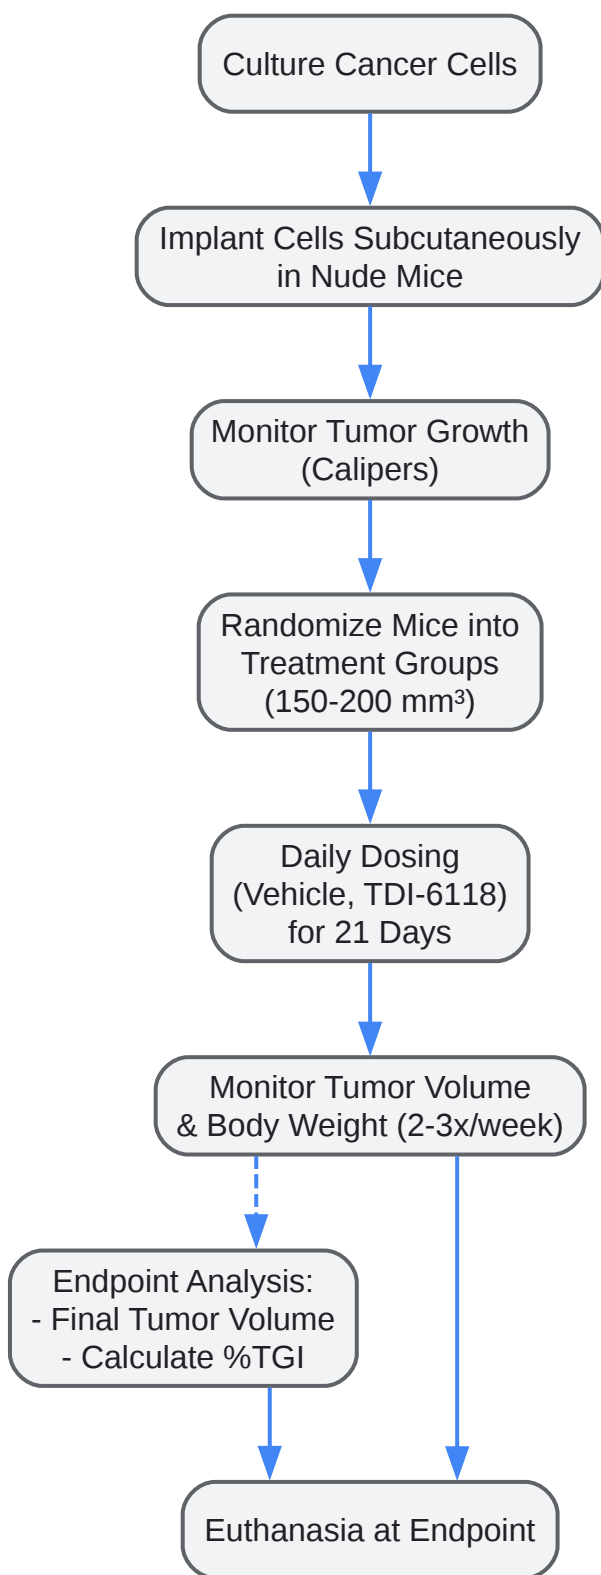 Culture Cancer Cells
Implant Cells Subcutaneously
in Nude Mice
Monitor Tumor Growth
(Calipers)
Randomize Mice into
Treatment Groups
(150-200 mm³)
Daily Dosing
(Vehicle, TDI-6118)
for 21 Days
Monitor Tumor Volume
& Body Weight (2-3x/week)
Endpoint Analysis:
- Final Tumor Volume
- Calculate %TGI
Euthanasia at Endpoint